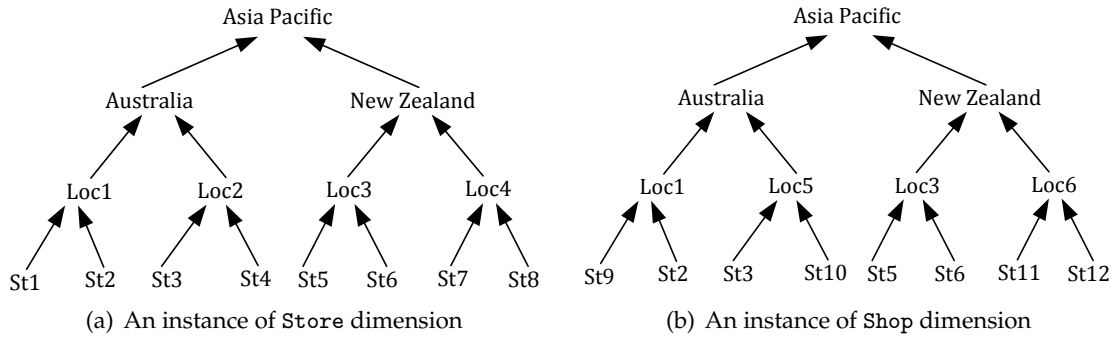 Asia Pacific Asia Pacific
Australia New Zealand Australia New Zealand
Loc1 Loc2 Loc3 Loc4 Loc1 Loc5 Loc3 Loc6
St1 St2 St3 St4 St5 St6 St7 St8 St9 St2 St3 St10 St5 St6 St11 St12
(a) An instance of Store dimension (b) An instance of Shop dimension